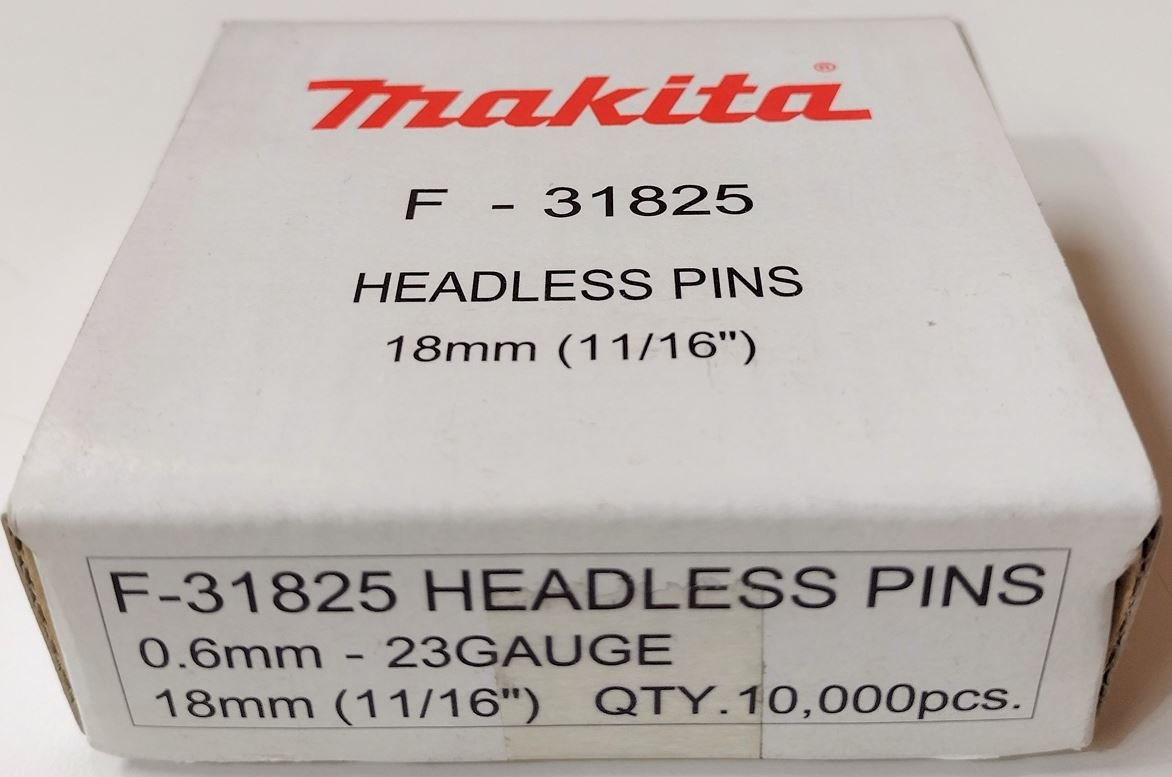 makita®
F - 31825
HEADLESS PINS
18mm (11/16")
F-31825 HEADLESS PINS
0.6mm - 23GAUGE
18mm (11/16") QTY.10,000pcs.